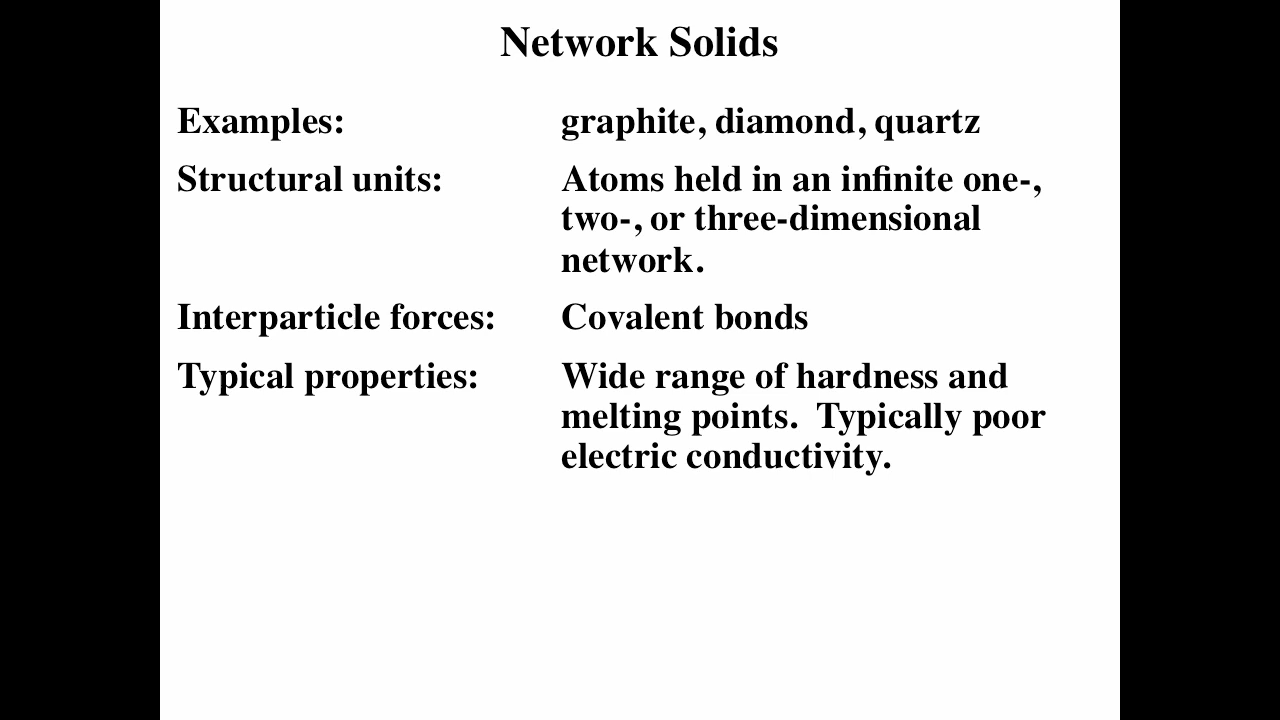 Network Solids
Examples: graphite, diamond, quartz
Structural units: Atoms held in an infinite one-,
two-, or three-dimensional
network.
Interparticle forces: Covalent bonds
Typical properties: Wide range of hardness and
melting points.  Typically poor
electric conductivity.